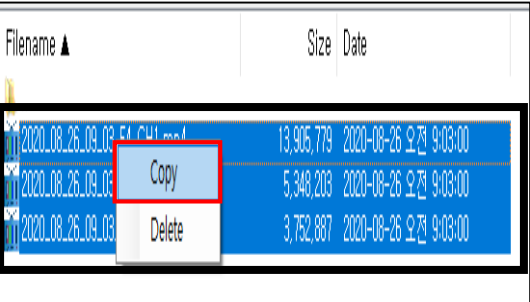 Filename ▲ Size Date
2020_08_26_09_03 CH1.mp4 13,905,779 2020-08-26 오전 9:03:00
2020_08_26_09_03 5,348,203 2020-08-26 오전 9:03:00
2020_08_26_09_03 3,752,887 2020-08-26 오전 9:03:00
Copy
Delete